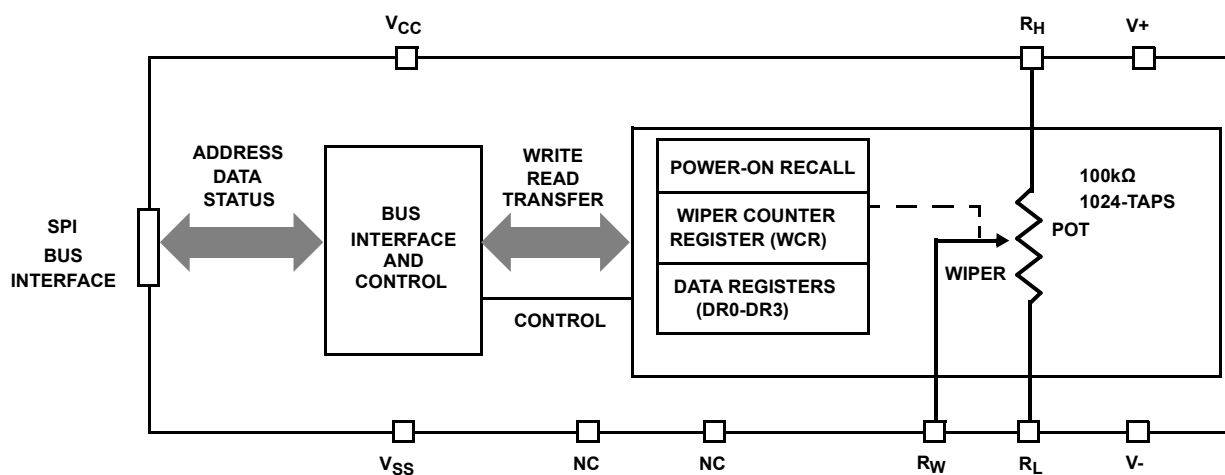 VCC
RH
V+
ADDRESS
DATA
STATUS
WRITE
READ
TRANSFER
POWER-ON RECALL
100kΩ
1024-TAPS
SPI
BUS
INTERFACE
BUS
INTERFACE
AND
CONTROL
WIPER COUNTER
REGISTER (WCR)
POT
WIPER
DATA REGISTERS
(DR0-DR3)
CONTROL
VSS
NC
NC
RW
RL
V-